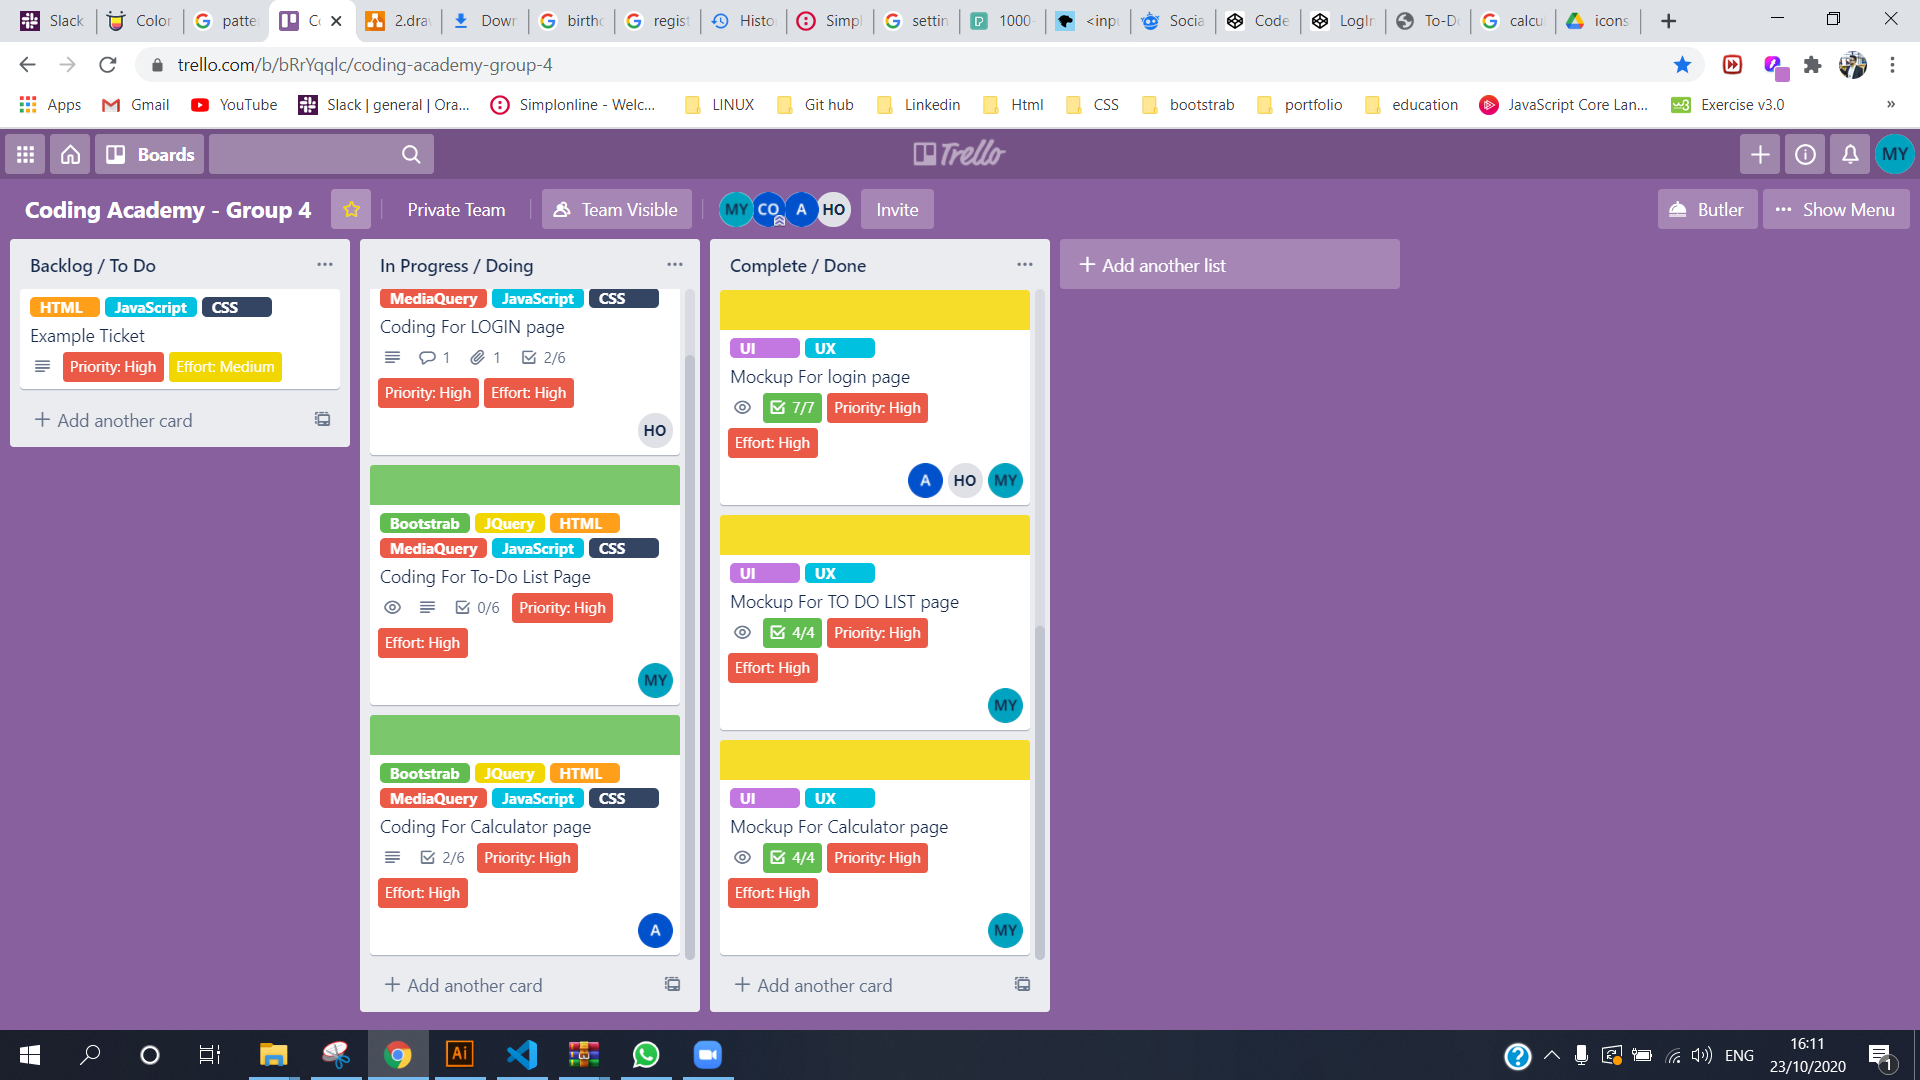 Slack
Color
patte
Co
2.dra
Down
birtho
regist
Histo
Simpl
settin
1000
<inpu
Socia
Code
LogIn
To-Do
calcu
icons
trello.com/b/bRrYqqlc/coding-academy-group-4
Apps
Gmail
YouTube
Slack | general | Ora...
Simplonline - Welc...
LINUX
Git hub
Linkedin
Html
CSS
bootstrab
portfolio
education
JavaScript Core Lan...
Exercise v3.0
»
Boards
Trello
MY
Coding Academy - Group 4
Private Team
Team Visible
MY
CO
A
HO
Invite
Butler
Show Menu
Backlog / To Do
HTML
JavaScript
CSS
Example Ticket
Priority: High
Effort: Medium
Add another card
In Progress / Doing
MediaQuery
JavaScript
CSS
Coding For LOGIN page
1
1
2/6
Priority: High
Effort: High
HO
Bootstrab
JQuery
HTML
MediaQuery
JavaScript
CSS
Coding For To-Do List Page
0/6
Priority: High
Effort: High
MY
Bootstrab
JQuery
HTML
MediaQuery
JavaScript
CSS
Coding For Calculator page
2/6
Priority: High
Effort: High
A
Add another card
Complete / Done
UI
UX
Mockup For login page
7/7
Priority: High
Effort: High
A
HO
MY
UI
UX
Mockup For TO DO LIST page
4/4
Priority: High
Effort: High
MY
UI
UX
Mockup For Calculator page
4/4
Priority: High
Effort: High
MY
Add another card
Add another list
Ai
ENG
16:11
23/10/2020
1